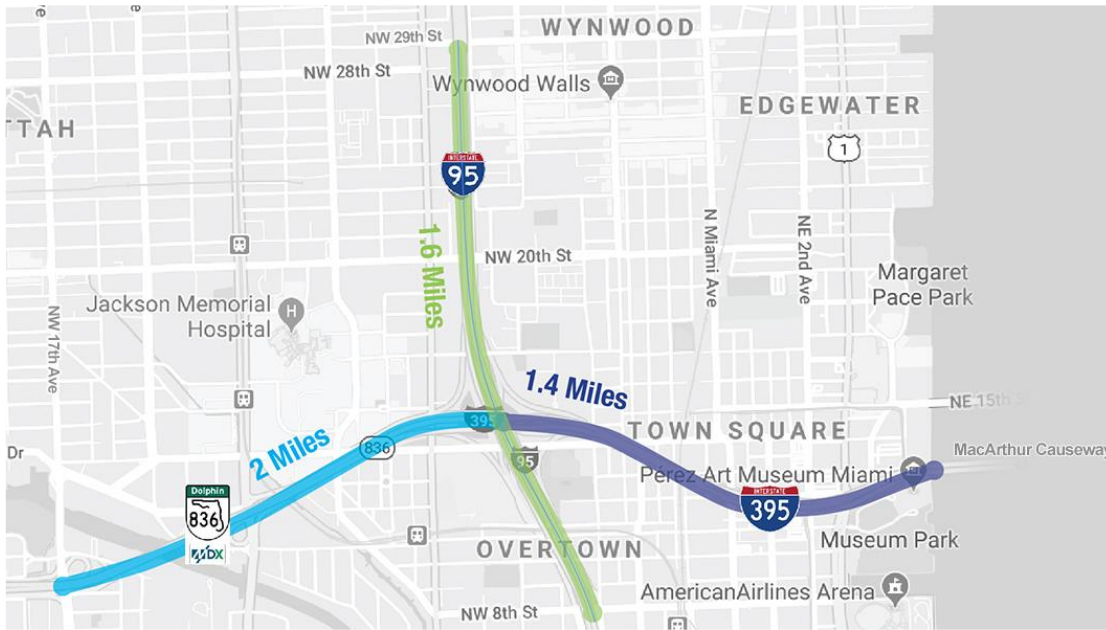 NW 29th St
WYNWOOD
NW 28th St
Wynwood Walls
EDGEWATER
TTAH
1
INTERSTATE
95
1.6 Miles
N Miami Ave
NE 2nd Ave
NW 20th St
Margaret
Pace Park
Jackson Memorial
Hospital
H
NW 17th Ave
1.4 Miles
NE 15th
395
TOWN SQUARE
2 Miles
836
Dr
95
MacArthur Causeway
Pérez Art Museum Miami
Dolphin
836
MDX
INTERSTATE
395
Museum Park
OVERTOWN
AmericanAirlines Arena
NW 8th St